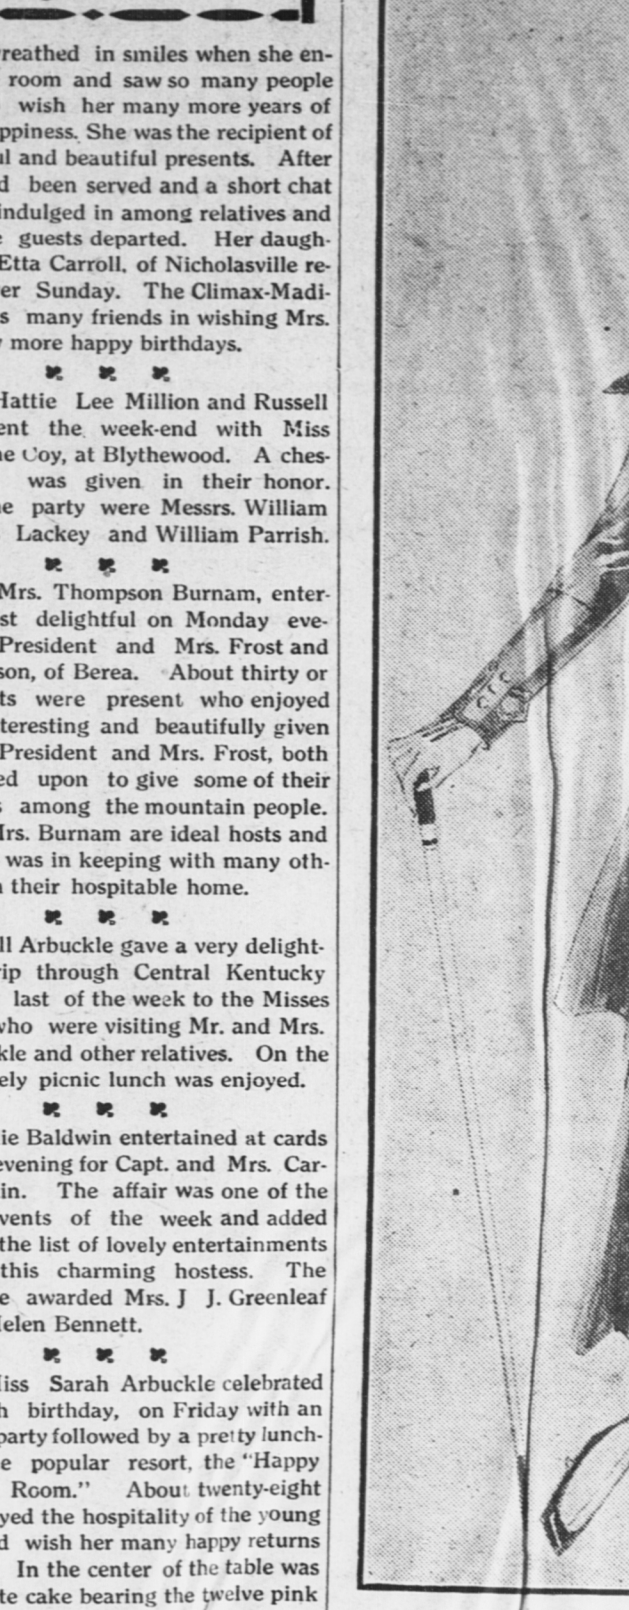 reathed in smiles when she en-
room and saw so many people
wish her many more years of
ppiness. She was the recipient of
ul and beautiful presents. After
d been served and a short chat
indulged in among relatives and
e guests departed. Her daugh-
Etta Carroll, of Nicholasville re-
er Sunday. The Climax-Madi-
s many friends in wishing Mrs.
y more happy birthdays.
Hattie Lee Million and Russell
ent the week-end with Miss
ne Coy, at Blythewood. A ches-
was given in their honor.
e party were Messrs. William
Lackey and William Parrish.
Mrs. Thompson Burnam, enter-
st delightful on Monday eve-
President and Mrs. Frost and
son, of Berea. About thirty or
ts were present who enjoyed
teresting and beautifully given
President and Mrs. Frost, both
ed upon to give some of their
s among the mountain people.
Mrs. Burnam are ideal hosts and
was in keeping with many oth-
n their hospitable home.
ll Arbuckle gave a very delight-
rip through Central Kentucky
last of the week to the Misses
who were visiting Mr. and Mrs.
kle and other relatives. On the
ely picnic lunch was enjoyed.
ie Baldwin entertained at cards
evening for Capt. and Mrs. Car-
in. The affair was one of the
vents of the week and added
the list of lovely entertainments
this charming hostess. The
e awarded Mrs. J J. Greenleaf
Helen Bennett.
iss Sarah Arbuckle celebrated
h birthday, on Friday with an
party followed by a pretty lunch-
e popular resort, the "Happy
Room." About twenty-eight
yed the hospitality of the young
d wish her many happy returns
In the center of the table was
te cake bearing the twelve pink